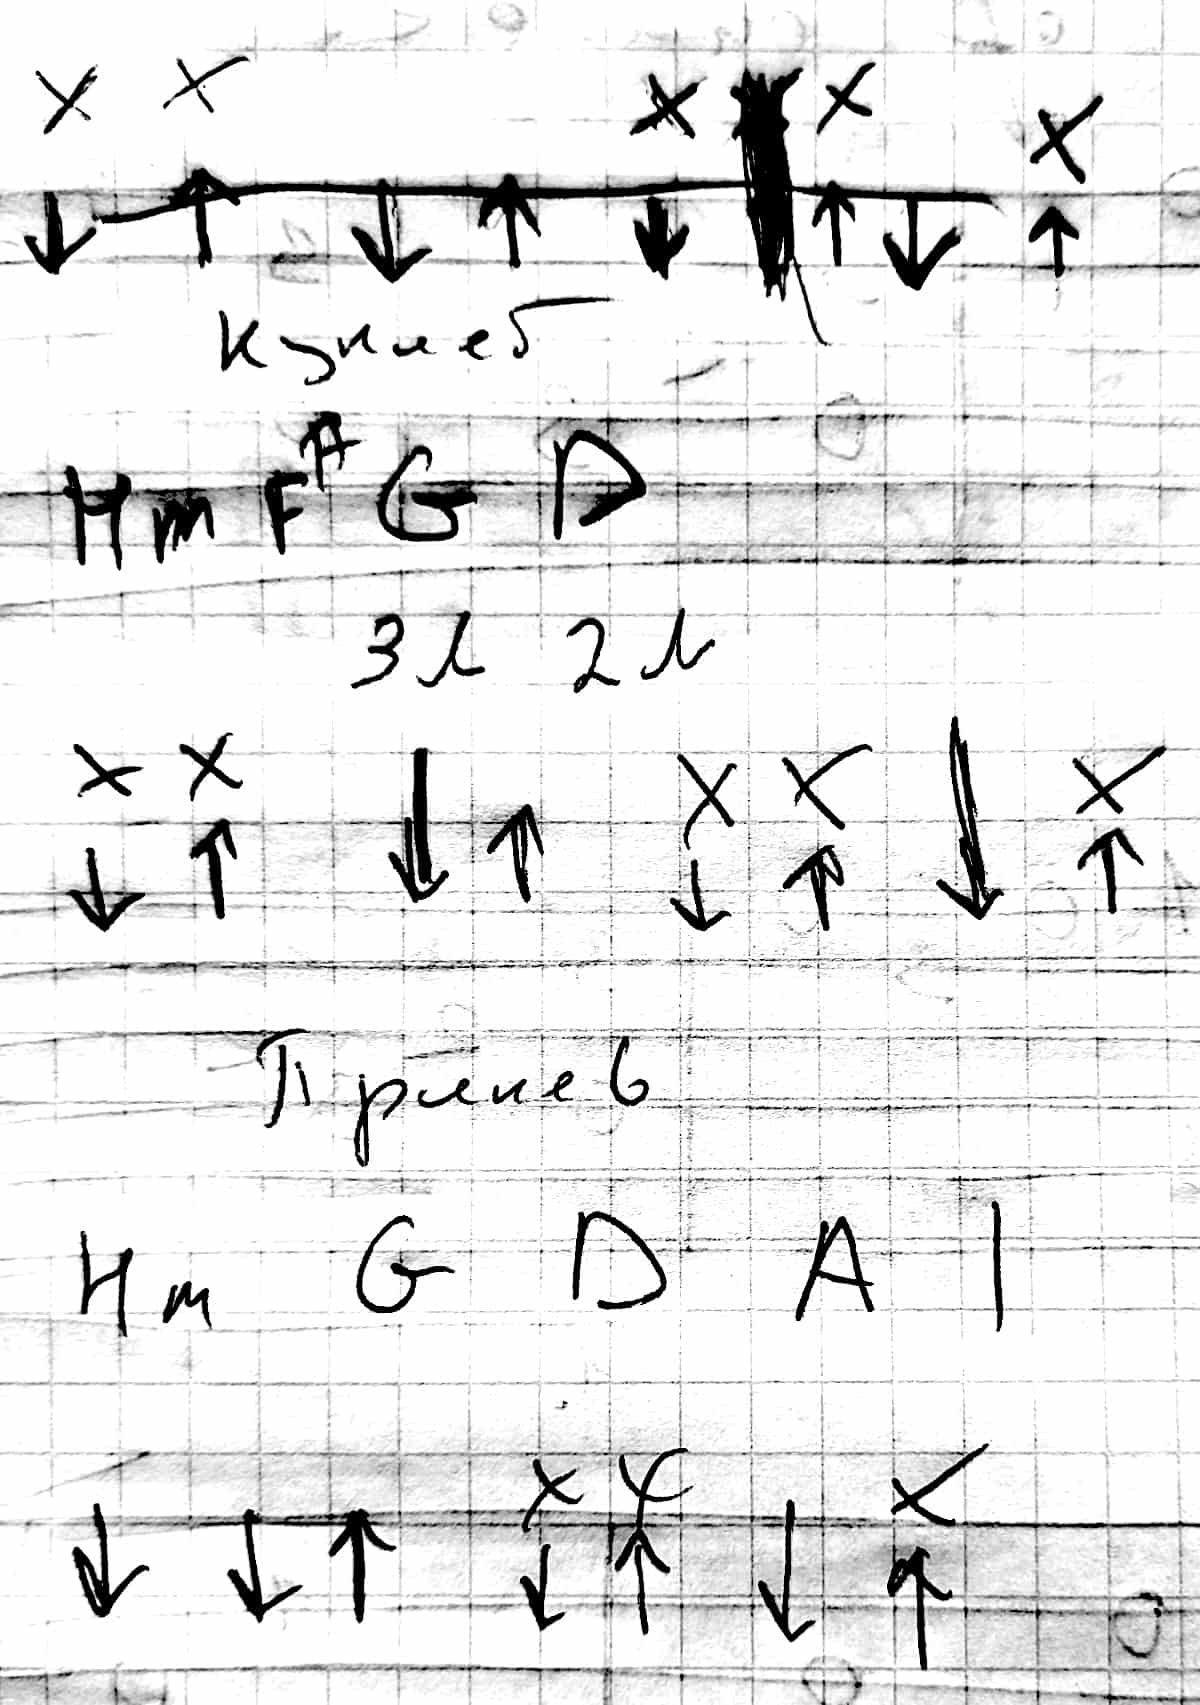 X X X X X
↓ ↑ ↓ ↑ ↓ ↑ ↓ ↑
Куплет
Hm F A G D
3л 2л
X X X X X
↓ ↑ ↓ ↑ ↓ ↑ ↓ ↑
Припев
Hm G D A |
X X X
↓ ↓ ↑ ↓ ↑ ↓ ↑